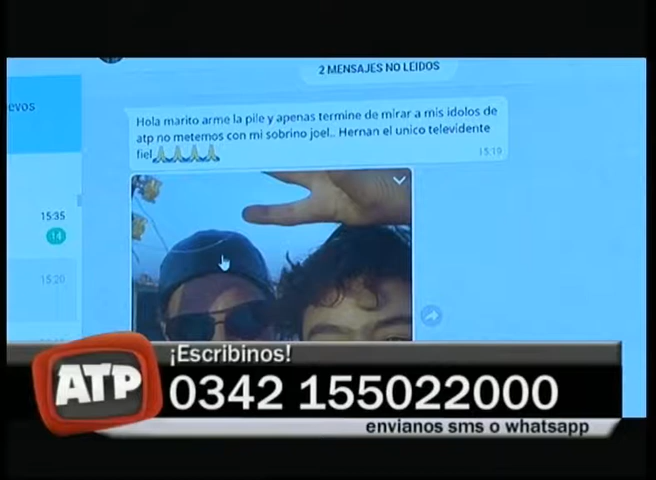 2 MENSAJES NO LEIDOS
evos
Hola marito arme la pile y apenas termine de mirar a mis idolos de
atp no metemos con mi sobrino joel.. Hernan el unico televidente
fiel🙏🙏🙏🙏
15:19
15:35
14
15:20
¡Escribinos!
ATP
0342 155022000
envianos sms o whatsapp